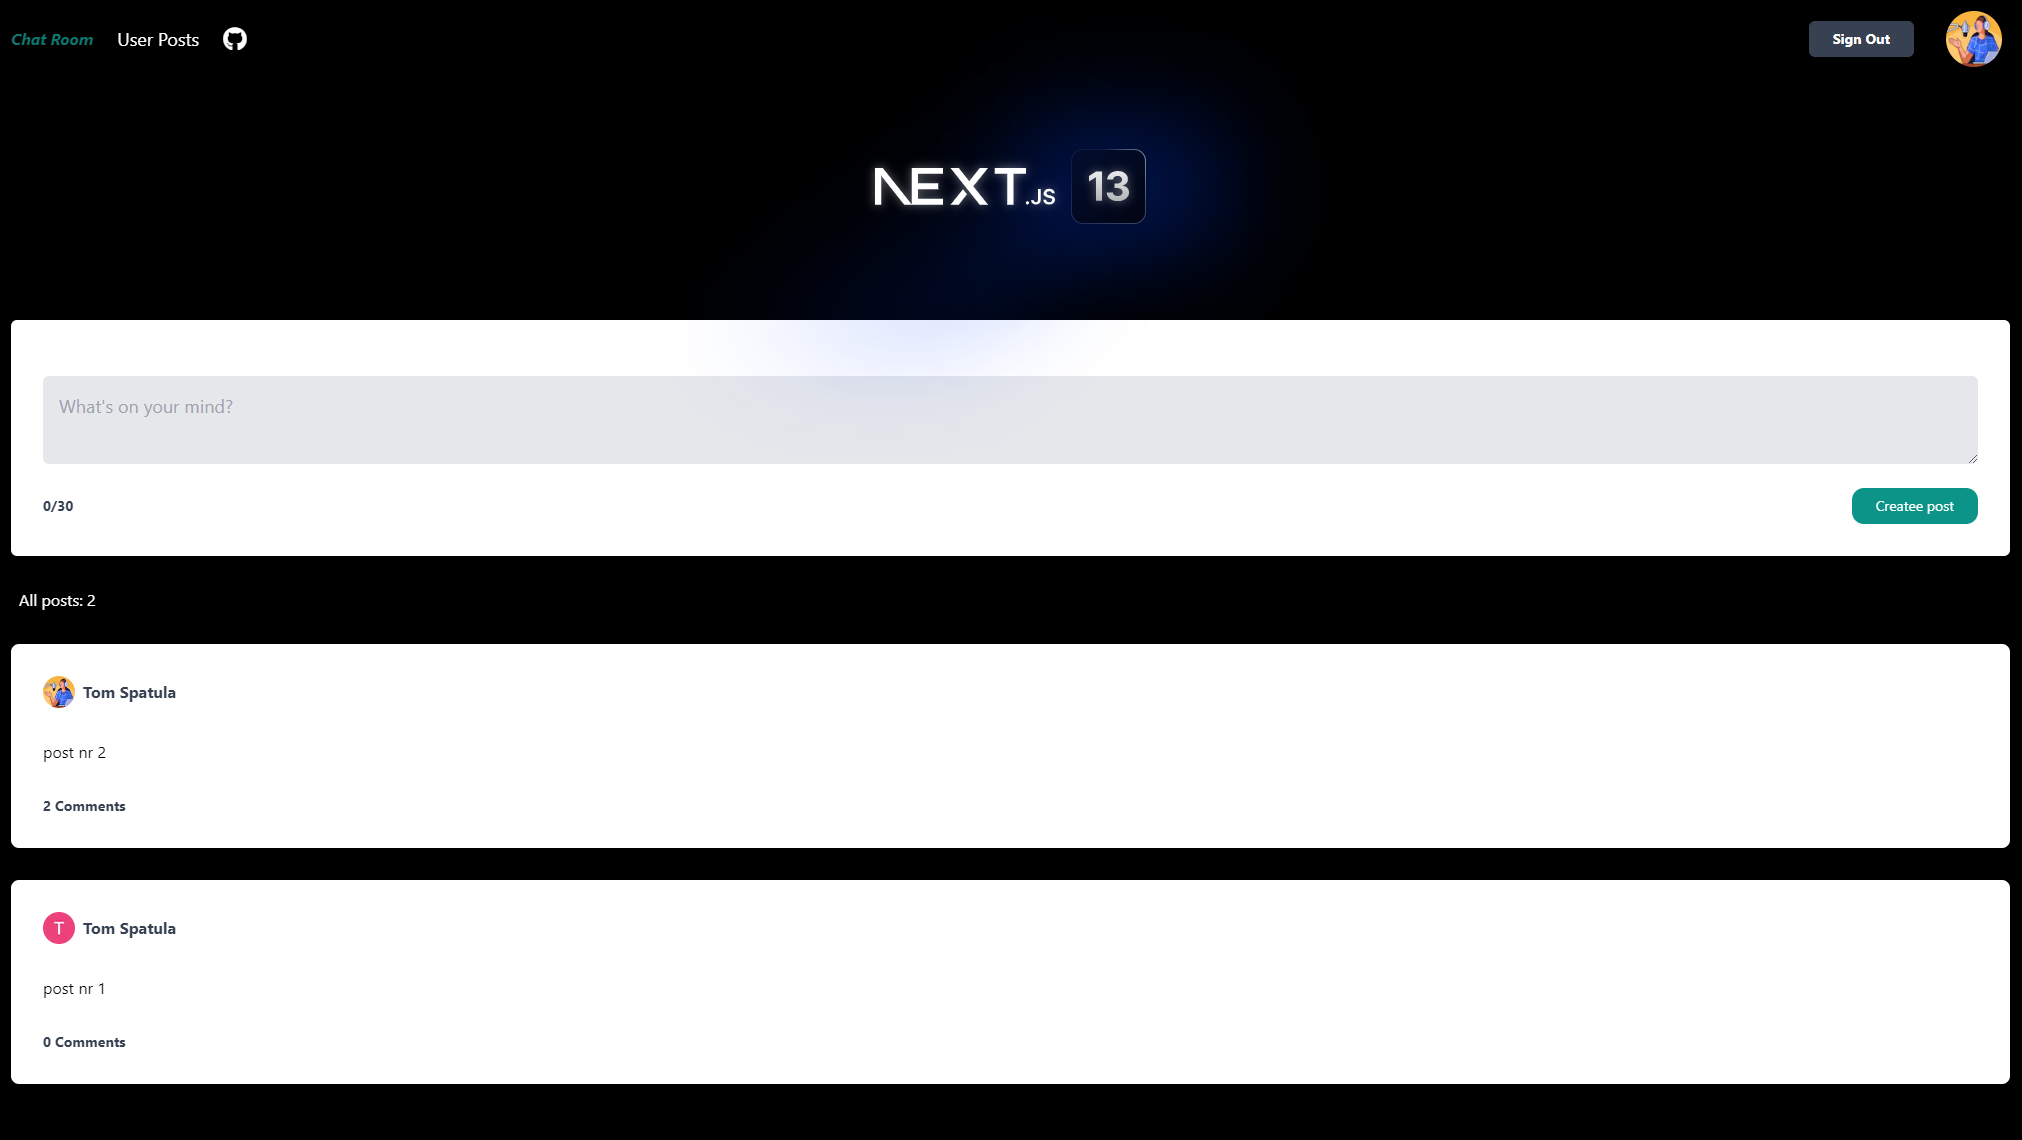 Chat Room User Posts Sign Out
NEXT.JS 13
What's on your mind?
0/30 Createe post
All posts: 2
Tom Spatula
post nr 2
2 Comments
T Tom Spatula
post nr 1
0 Comments